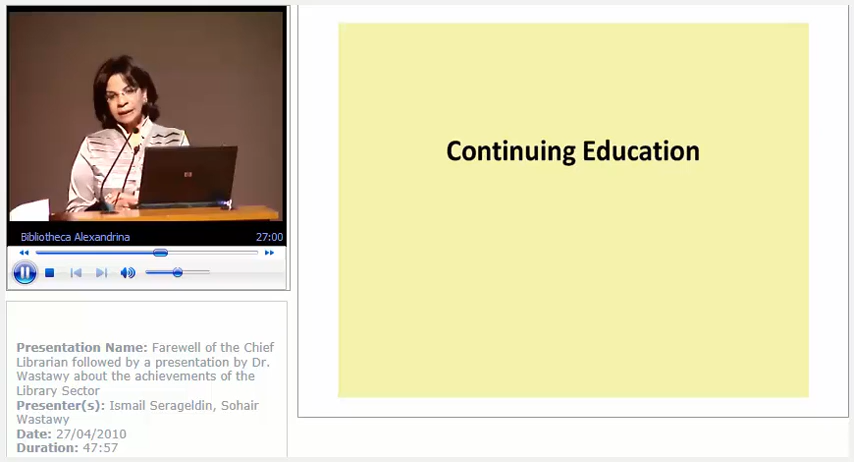 Continuing Education
Bibliotheca Alexandrina 27:00
Presentation Name: Farewell of the Chief
Librarian followed by a presentation by Dr.
Wastawy about the achievements of the
Library Sector
Presenter(s): Ismail Serageldin, Sohair
Wastawy
Date: 27/04/2010
Duration: 47:57